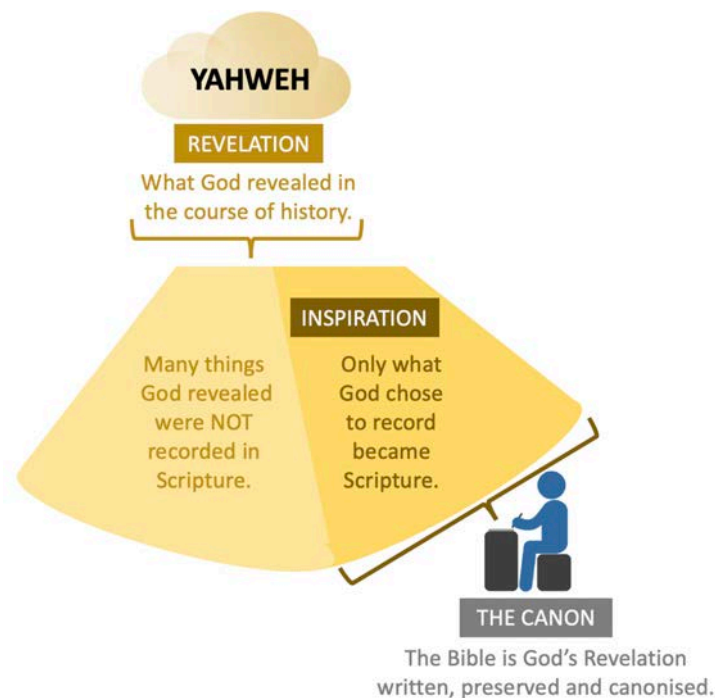 YAHWEH
REVELATION
What God revealed in
the course of history.
INSPIRATION
Many things
God revealed
were NOT
recorded in
Scripture.
Only what
God chose
to record
became
Scripture.
THE CANON
The Bible is God’s Revelation
written, preserved and canonised.